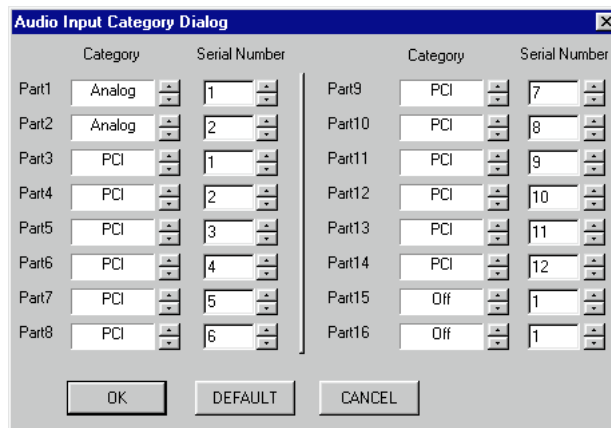 Audio Input Category Dialog
Category Serial Number
Part1 Analog 1
Part2 Analog 2
Part3 PCI 1
Part4 PCI 2
Part5 PCI 3
Part6 PCI 4
Part7 PCI 5
Part8 PCI 6
Category Serial Number
Part9 PCI 7
Part10 PCI 8
Part11 PCI 9
Part12 PCI 10
Part13 PCI 11
Part14 PCI 12
Part15 Off 1
Part16 Off 1
OK DEFAULT CANCEL